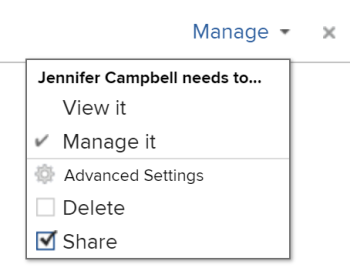 Manage
Jennifer Campbell needs to...
View it
Manage it
Advanced Settings
Delete
Share